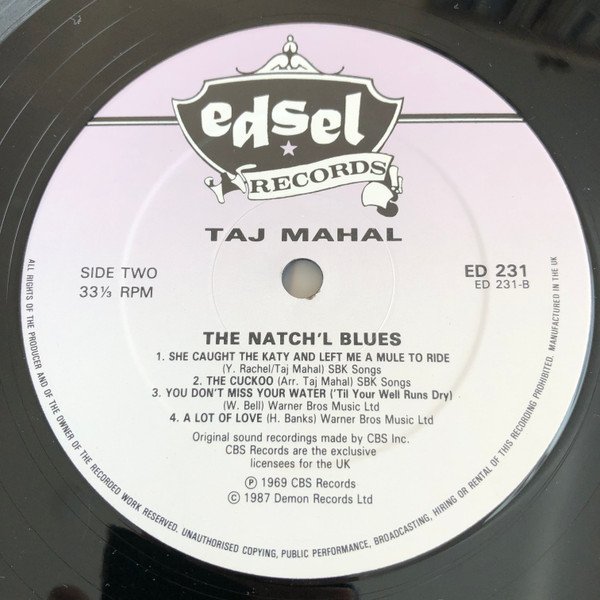 edsel
RECORDS
TAJ MAHAL
SIDE TWO
33⅓ RPM
ED 231
ED 231-B
THE NATCH'L BLUES
1. SHE CAUGHT THE KATY AND LEFT ME A MULE TO RIDE
(Y. Rachel/Taj Mahal) SBK Songs
2. THE CUCKOO (Arr. Taj Mahal) SBK Songs
3. YOU DON'T MISS YOUR WATER ('Til Your Well Runs Dry)
(W. Bell) Warner Bros Music Ltd
4. A LOT OF LOVE (H. Banks) Warner Bros Music Ltd
Original sound recordings made by CBS Inc.
CBS Records are the exclusive
licensees for the UK
Ⓟ 1969 CBS Records
© 1987 Demon Records Ltd
ALL RIGHTS OF THE PRODUCER AND OF THE OWNER OF THE RECORDED WORK RESERVED. UNAUTHORISED COPYING, PUBLIC PERFORMANCE, BROADCASTING, HIRING OR RENTAL OF THIS RECORDING PROHIBITED. MANUFACTURED IN THE UK